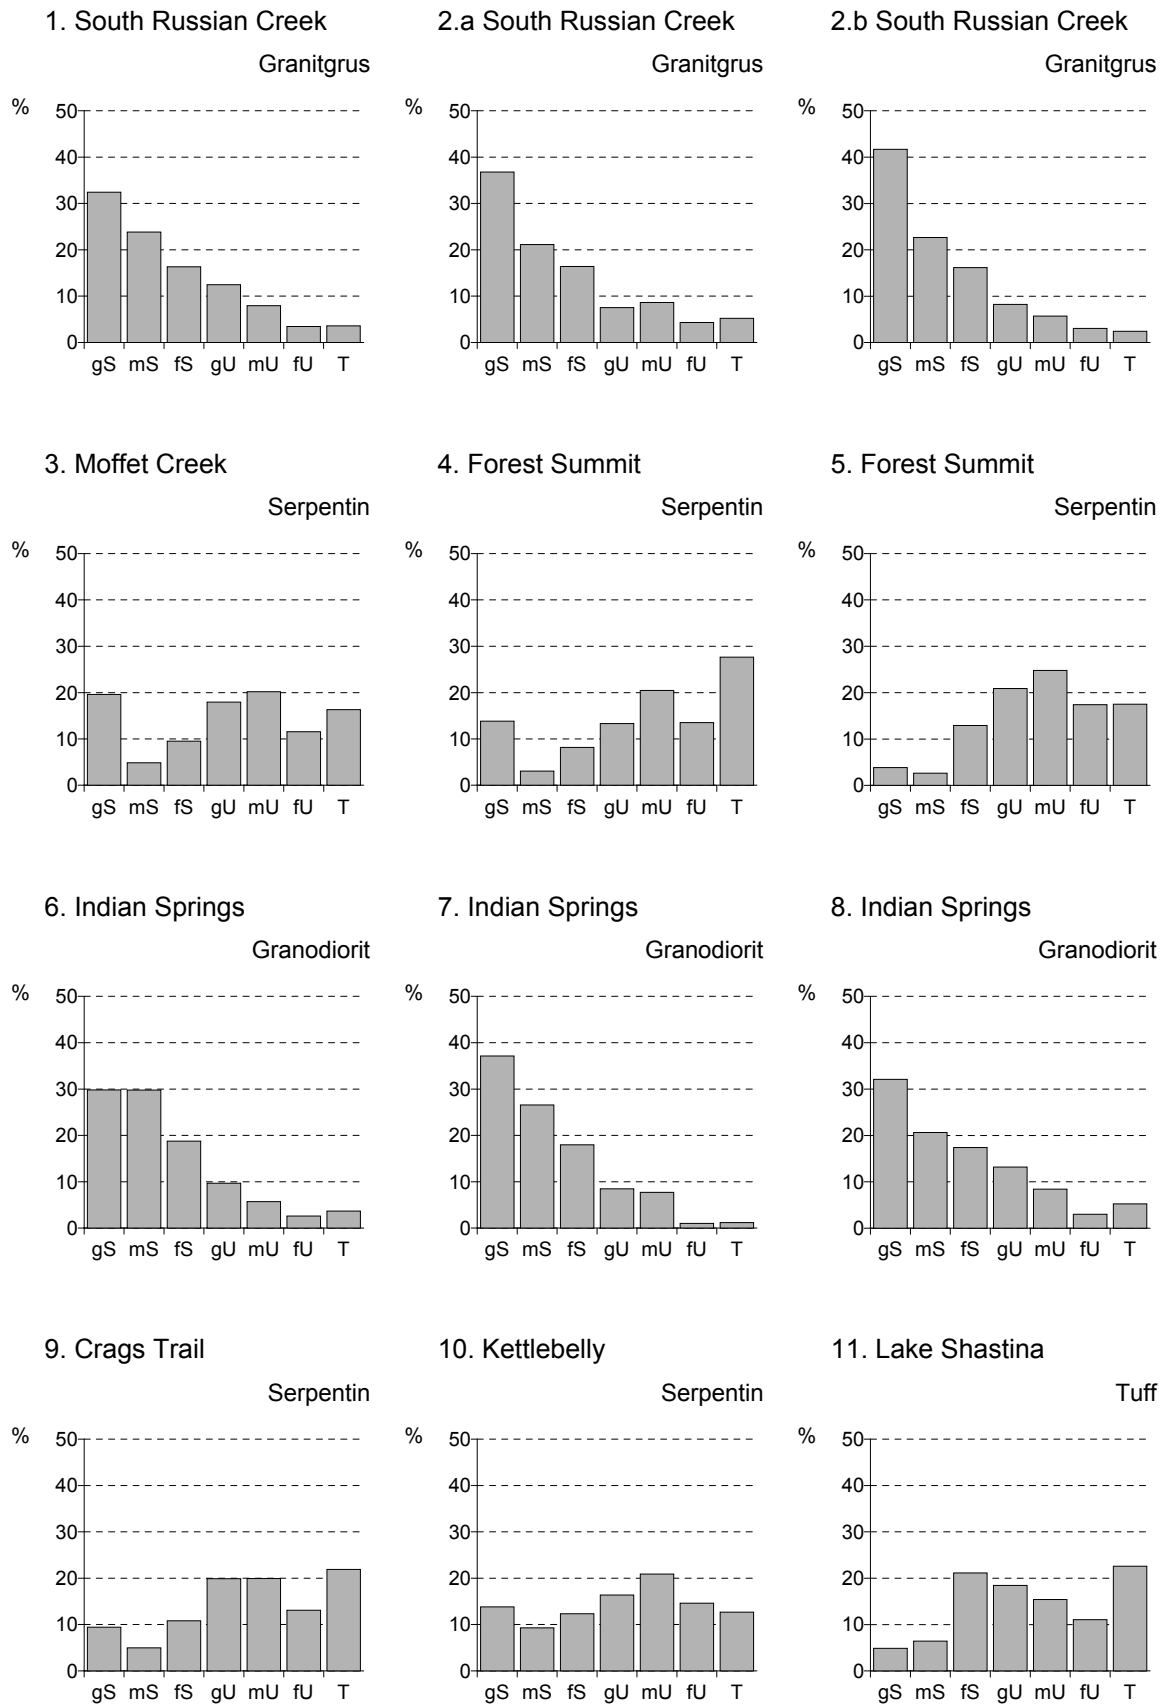 1. South Russian Creek
Granitgrus
%
50
40
30
20
10
0
gS mS fS gU mU fU T
2.a South Russian Creek
Granitgrus
%
50
40
30
20
10
0
gS mS fS gU mU fU T
2.b South Russian Creek
Granitgrus
%
50
40
30
20
10
0
gS mS fS gU mU fU T
3. Moffet Creek
Serpentin
%
50
40
30
20
10
0
gS mS fS gU mU fU T
4. Forest Summit
Serpentin
%
50
40
30
20
10
0
gS mS fS gU mU fU T
5. Forest Summit
Serpentin
%
50
40
30
20
10
0
gS mS fS gU mU fU T
6. Indian Springs
Granodiorit
%
50
40
30
20
10
0
gS mS fS gU mU fU T
7. Indian Springs
Granodiorit
%
50
40
30
20
10
0
gS mS fS gU mU fU T
8. Indian Springs
Granodiorit
%
50
40
30
20
10
0
gS mS fS gU mU fU T
9. Crags Trail
Serpentin
%
50
40
30
20
10
0
gS mS fS gU mU fU T
10. Kettlebelly
Serpentin
%
50
40
30
20
10
0
gS mS fS gU mU fU T
11. Lake Shastina
Tuff
%
50
40
30
20
10
0
gS mS fS gU mU fU T